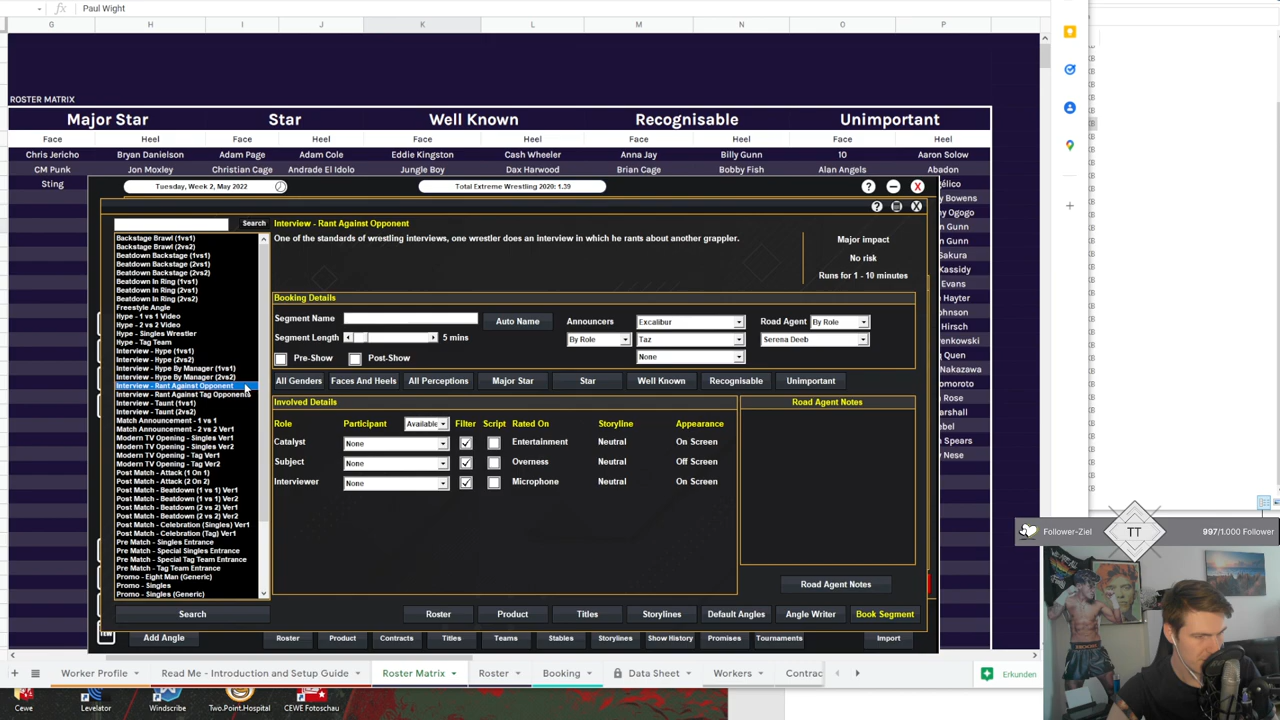 fx Paul Wight
G H I J K L M N O P
ROSTER MATRIX
Major Star Star Well Known Recognisable Unimportant
Face Heel Face Heel Face Heel Face Heel Face Heel
Chris Jericho Bryan Danielson Adam Page Adam Cole Eddie Kingston Cash Wheeler Anna Jay Billy Gunn 10 Aaron Solow
CM Punk Jon Moxley Christian Cage Andrade El Idolo Jungle Boy Dax Harwood Brian Cage Bobby Fish Alan Angels
Sting
Tuesday, Week 2, May 2022
Total Extreme Wrestling 2020: 1.39
Search
Interview - Rant Against Opponent
One of the standards of wrestling interviews, one wrestler does an interview in which he rants about another grappler.
Major impact
No risk
Runs for 1 - 10 minutes
Backstage Brawl (1vs1)
Backstage Brawl (2vs2)
Beatdown Backstage (1vs1)
Beatdown Backstage (2vs1)
Beatdown Backstage (2vs2)
Beatdown In Ring (1vs1)
Beatdown In Ring (2vs1)
Beatdown In Ring (2vs2)
Freestyle Angle
Hype - 1 vs 1 Video
Hype - 2 vs 2 Video
Hype - Singles Wrestler
Hype - Tag Team
Interview - Hype (1vs1)
Interview - Hype (2vs2)
Interview - Hype By Manager (1vs1)
Interview - Hype By Manager (2vs2)
Interview - Rant Against Opponent
Interview - Rant Against Tag Opponents
Interview - Taunt (1vs1)
Interview - Taunt (2vs2)
Match Announcement - 1 vs 1
Match Announcement - 2 vs 2 Ver1
Modern TV Opening - Singles Ver1
Modern TV Opening - Singles Ver2
Modern TV Opening - Tag Ver1
Modern TV Opening - Tag Ver2
Post Match - Attack (1 On 1)
Post Match - Attack (2 On 2)
Post Match - Beatdown (1 vs 1) Ver1
Post Match - Beatdown (1 vs 1) Ver2
Post Match - Beatdown (2 vs 2) Ver1
Post Match - Beatdown (2 vs 2) Ver2
Post Match - Celebration (Singles) Ver1
Post Match - Celebration (Tag) Ver1
Pre Match - Singles Entrance
Pre Match - Special Singles Entrance
Pre Match - Special Tag Team Entrance
Pre Match - Tag Team Entrance
Promo - Eight Man (Generic)
Promo - Singles
Promo - Singles (Generic)
Booking Details
Segment Name Auto Name Announcers Excalibur Road Agent By Role
Segment Length 5 mins By Role Taz Serena Deeb
Pre-Show Post-Show None
All Genders Faces And Heels All Perceptions Major Star Star Well Known Recognisable Unimportant
Involved Details Road Agent Notes
Role Participant Available Filter Script Rated On Storyline Appearance
Catalyst None Entertainment Neutral On Screen
Subject None Overness Neutral Off Screen
Interviewer None Microphone Neutral On Screen
Road Agent Notes
Search Roster Product Titles Storylines Default Angles Angle Writer Book Segment
Add Angle Roster Product Contracts Titles Teams Stables Storylines Show History Promises Tournaments Import
Follower-Ziel TT 997/1.000 Follower
Worker Profile Read Me - Introduction and Setup Guide Roster Matrix Roster Booking Data Sheet Workers Contrac
Erkunden
Cewe Levelator Windscribe Two.Point.Hospital CEWE Fotoschau